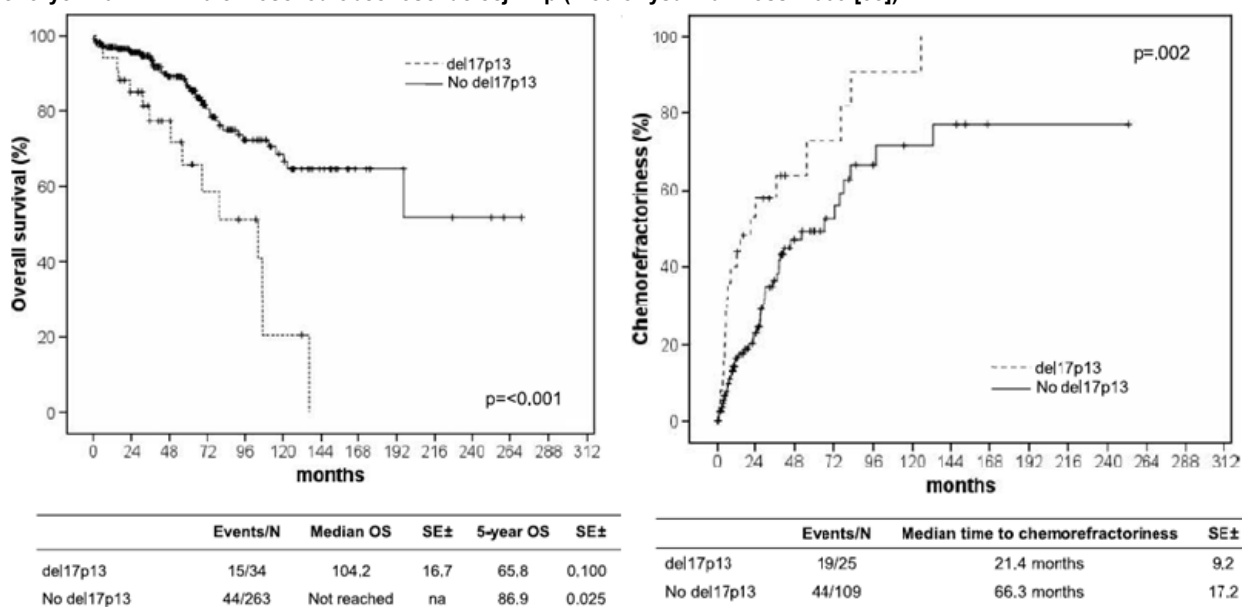 100
80
60
40
20
0
Overall survival (%)
del17p13
No del17p13
p=<0.001
0 24 48 72 96 120 144 168 192 216 240 264 288 312
months
Events/N Median OS SE± 5-year OS SE±
del17p13 15/34 104.2 16.7 65.8 0.100
No del17p13 44/263 Not reached na 86.9 0.025
100
80
60
40
20
0
Chemorefractoriness (%)
p=.002
del17p13
No del17p13
0 24 48 72 96 120 144 168 192 216 240 264 288 312
months
Events/N Median time to chemorefractoriness SE±
del17p13 19/25 21.4 months 9.2
No del17p13 44/109 66.3 months 17.2